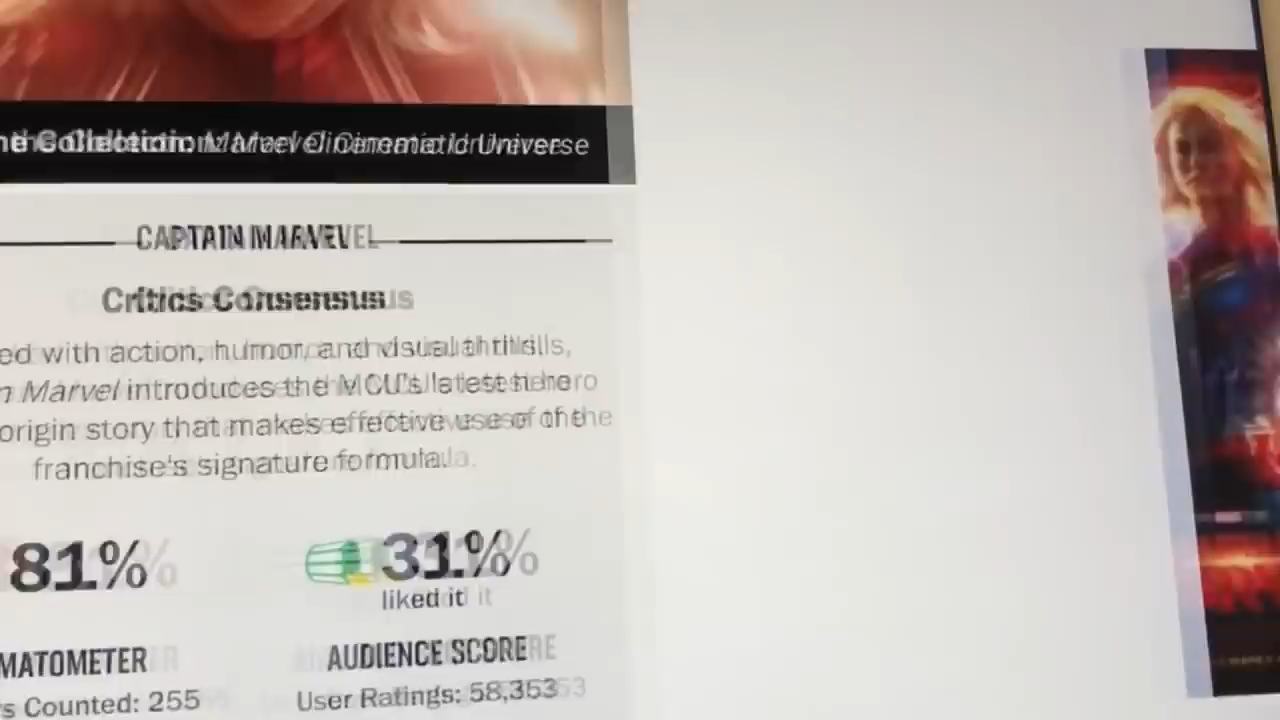 the Collection: Marvel Cinematic Universe
CAPTAIN MARVEL
Critics Consensus
ed with action, humor, and visual thrills,
n Marvel introduces the MCU's latest hero
origin story that makes effective use of the
franchise's signature formula.
81%
31%
liked it
MATOMETER
AUDIENCE SCORE
s Counted: 255
User Ratings: 58,353